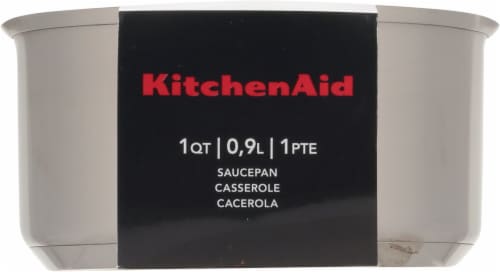 KitchenAid
1QT | 0,9L | 1PTE
SAUCEPAN
CASSEROLE
CACEROLA